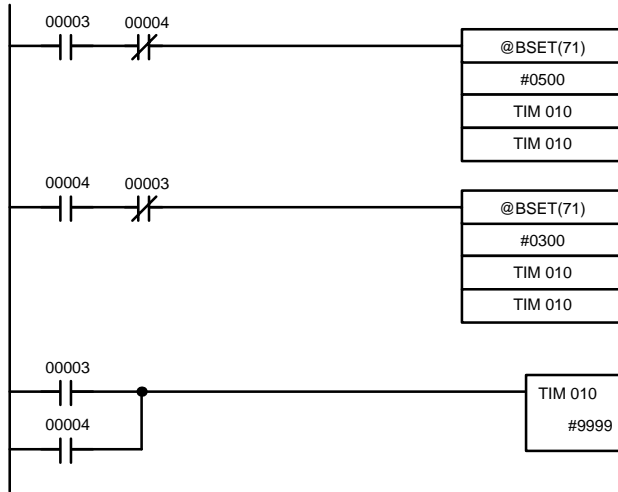 00003 00004
@BSET(71)
#0500
TIM 010
TIM 010
00004 00003
@BSET(71)
#0300
TIM 010
TIM 010
00003
TIM 010
#9999
00004